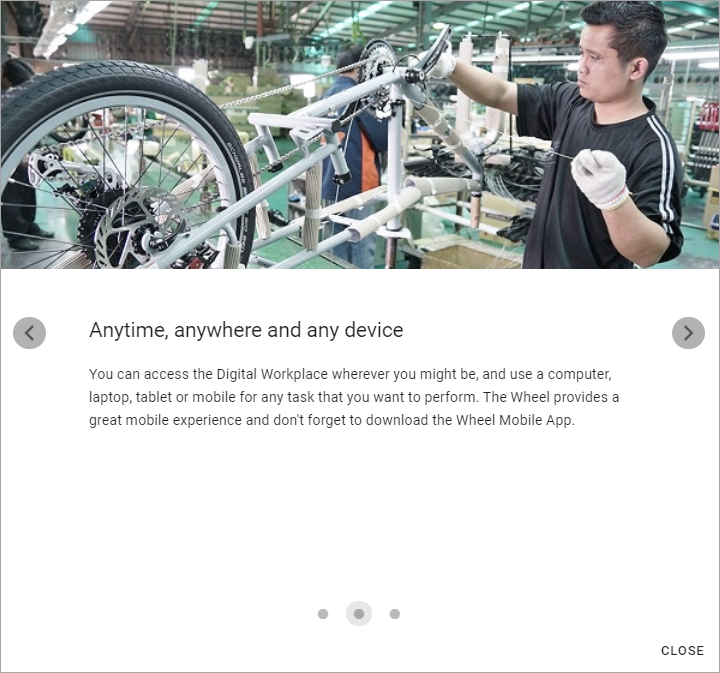 Anytime, anywhere and any device
You can access the Digital Workplace wherever you might be, and use a computer,
laptop, tablet or mobile for any task that you want to perform. The Wheel provides a
great mobile experience and don't forget to download the Wheel Mobile App.
CLOSE